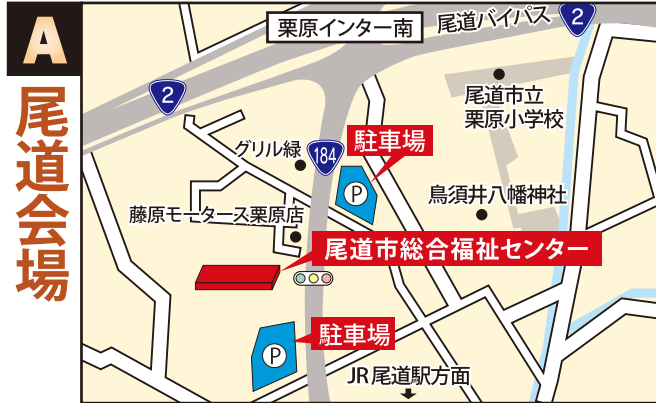 A
尾道会場
栗原インター南
尾道バイパス
2
2
尾道市立
栗原小学校
グリル緑
184
駐車場
P
烏須井八幡神社
藤原モータース栗原店
尾道市総合福祉センター
駐車場
P
JR尾道駅方面